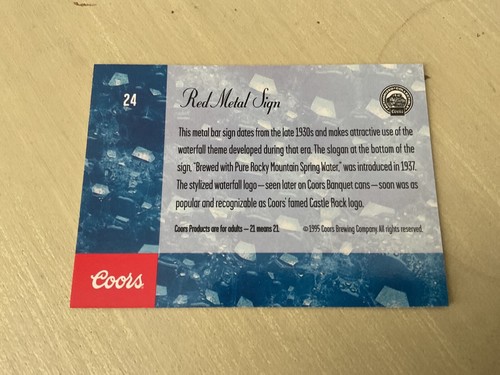 24
Red Metal Sign
Coors
This metal bar sign dates from the late 1930s and makes attractive use of the
waterfall theme developed during that era. The slogan at the bottom of the
sign, "Brewed with Pure Rocky Mountain Spring Water," was introduced in 1937.
The stylized waterfall logo—seen later on Coors Banquet cans—soon was as
popular and recognizable as Coors' famed Castle Rock logo.
Coors Products are for adults – 21 means 21.
©1995 Coors Brewing Company. All rights reserved.
Coors